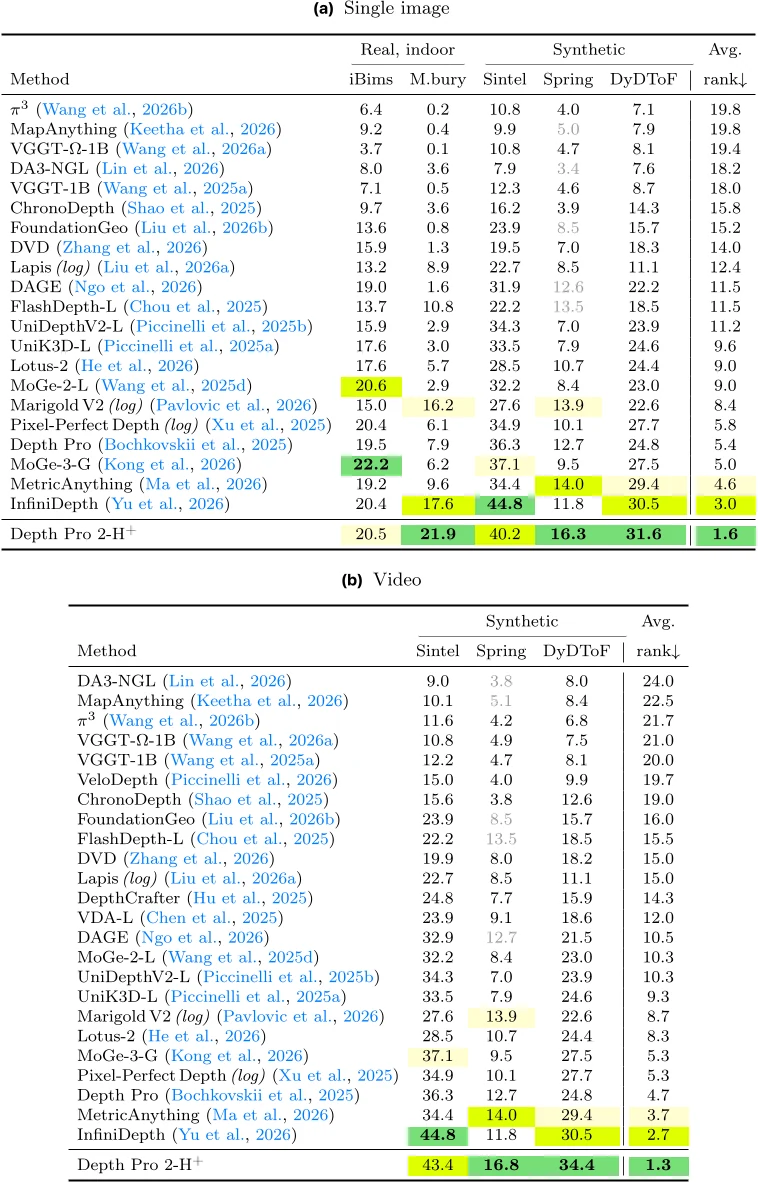 (a) Single image
Real, indoor Synthetic Avg.
Method iBims M.bury Sintel Spring DyDToF rank↓
π³ (Wang et al., 2026b) 6.4 0.2 10.8 4.0 7.1 19.8
MapAnything (Keetha et al., 2026) 9.2 0.4 9.9 5.0 7.9 19.8
VGGT-Ω-1B (Wang et al., 2026a) 3.7 0.1 10.8 4.7 8.1 19.4
DA3-NGL (Lin et al., 2026) 8.0 3.6 7.9 3.4 7.6 18.2
VGGT-1B (Wang et al., 2025a) 7.1 0.5 12.3 4.6 8.7 18.0
ChronoDepth (Shao et al., 2025) 9.7 3.6 16.2 3.9 14.3 15.8
FoundationGeo (Liu et al., 2026b) 13.6 0.8 23.9 8.5 15.7 15.2
DVD (Zhang et al., 2026) 15.9 1.3 19.5 7.0 18.3 14.0
Lapis (log) (Liu et al., 2026a) 13.2 8.9 22.7 8.5 11.1 12.4
DAGE (Ngo et al., 2026) 19.0 1.6 31.9 12.6 22.2 11.5
FlashDepth-L (Chou et al., 2025) 13.7 10.8 22.2 13.5 18.5 11.5
UniDepthV2-L (Piccinelli et al., 2025b) 15.9 2.9 34.3 7.0 23.9 11.2
UniK3D-L (Piccinelli et al., 2025a) 17.6 3.0 33.5 7.9 24.6 9.6
Lotus-2 (He et al., 2026) 17.6 5.7 28.5 10.7 24.4 9.0
MoGe-2-L (Wang et al., 2025d) 20.6 2.9 32.2 8.4 23.0 9.0
Marigold V2 (log) (Pavlovic et al., 2026) 15.0 16.2 27.6 13.9 22.6 8.4
Pixel-Perfect Depth (log) (Xu et al., 2025) 20.4 6.1 34.9 10.1 27.7 5.8
Depth Pro (Bochkovskii et al., 2025) 19.5 7.9 36.3 12.7 24.8 5.4
MoGe-3-G (Kong et al., 2026) 22.2 6.2 37.1 9.5 27.5 5.0
MetricAnything (Ma et al., 2026) 19.2 9.6 34.4 14.0 29.4 4.6
InfiniDepth (Yu et al., 2026) 20.4 17.6 44.8 11.8 30.5 3.0
Depth Pro 2-H⁺ 20.5 21.9 40.2 16.3 31.6 1.6
(b) Video
Synthetic Avg.
Method Sintel Spring DyDToF rank↓
DA3-NGL (Lin et al., 2026) 9.0 3.8 8.0 24.0
MapAnything (Keetha et al., 2026) 10.1 5.1 8.4 22.5
π³ (Wang et al., 2026b) 11.6 4.2 6.8 21.7
VGGT-Ω-1B (Wang et al., 2026a) 10.8 4.9 7.5 21.0
VGGT-1B (Wang et al., 2025a) 12.2 4.7 8.1 20.0
VeloDepth (Piccinelli et al., 2026) 15.0 4.0 9.9 19.7
ChronoDepth (Shao et al., 2025) 15.6 3.8 12.6 19.0
FoundationGeo (Liu et al., 2026b) 23.9 8.5 15.7 16.0
FlashDepth-L (Chou et al., 2025) 22.2 13.5 18.5 15.5
DVD (Zhang et al., 2026) 19.9 8.0 18.2 15.0
Lapis (log) (Liu et al., 2026a) 22.7 8.5 11.1 15.0
DepthCrafter (Hu et al., 2025) 24.8 7.7 15.9 14.3
VDA-L (Chen et al., 2025) 23.9 9.1 18.6 12.0
DAGE (Ngo et al., 2026) 32.9 12.7 21.5 10.5
MoGe-2-L (Wang et al., 2025d) 32.2 8.4 23.0 10.3
UniDepthV2-L (Piccinelli et al., 2025b) 34.3 7.0 23.9 10.3
UniK3D-L (Piccinelli et al., 2025a) 33.5 7.9 24.6 9.3
Marigold V2 (log) (Pavlovic et al., 2026) 27.6 13.9 22.6 8.7
Lotus-2 (He et al., 2026) 28.5 10.7 24.4 8.3
MoGe-3-G (Kong et al., 2026) 37.1 9.5 27.5 5.3
Pixel-Perfect Depth (log) (Xu et al., 2025) 34.9 10.1 27.7 5.3
Depth Pro (Bochkovskii et al., 2025) 36.3 12.7 24.8 4.7
MetricAnything (Ma et al., 2026) 34.4 14.0 29.4 3.7
InfiniDepth (Yu et al., 2026) 44.8 11.8 30.5 2.7
Depth Pro 2-H⁺ 43.4 16.8 34.4 1.3